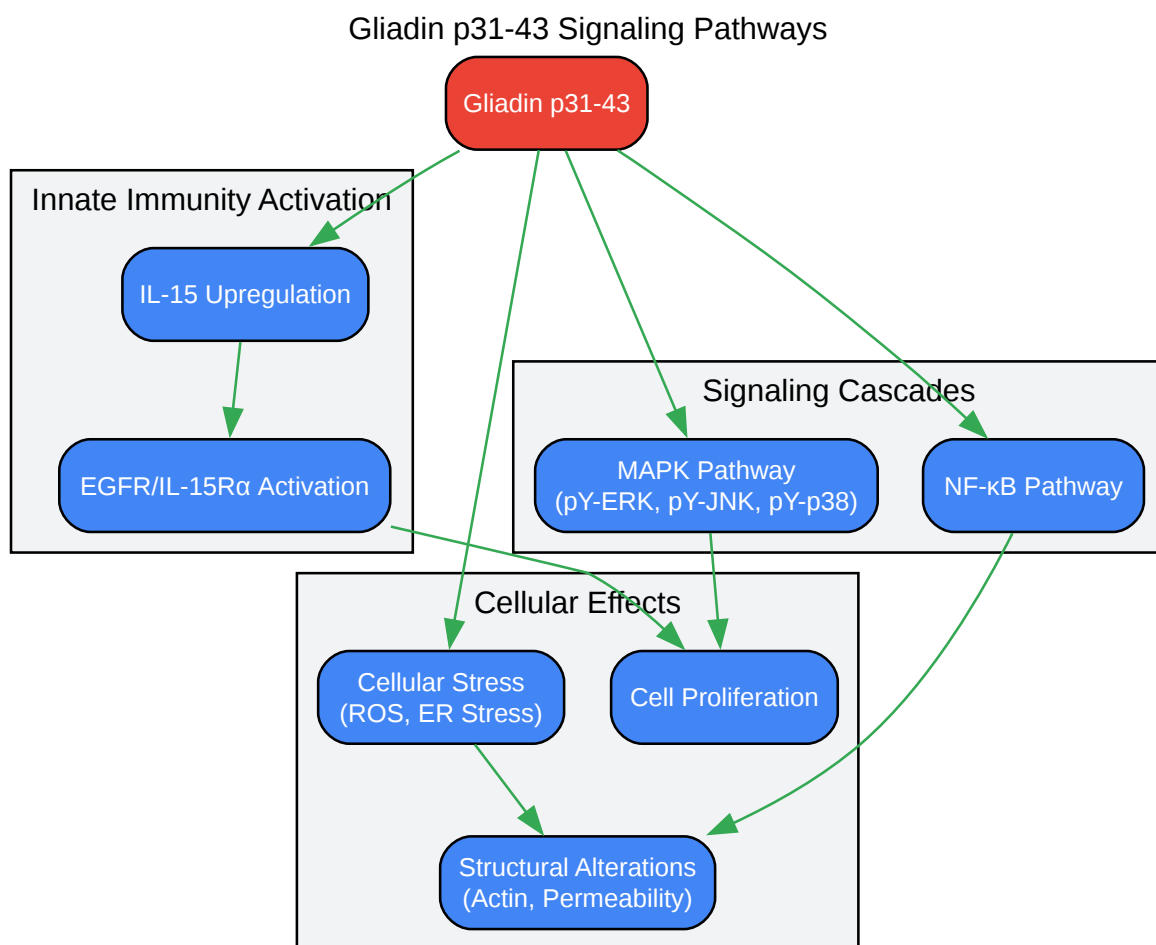 Gliadin p31-43 Signaling Pathways
Gliadin p31-43
Innate Immunity Activation
IL-15 Upregulation
EGFR/IL-15Rα Activation
Signaling Cascades
MAPK Pathway
(pY-ERK, pY-JNK, pY-p38)
NF-κB Pathway
Cellular Effects
Cellular Stress
(ROS, ER Stress)
Cell Proliferation
Structural Alterations
(Actin, Permeability)